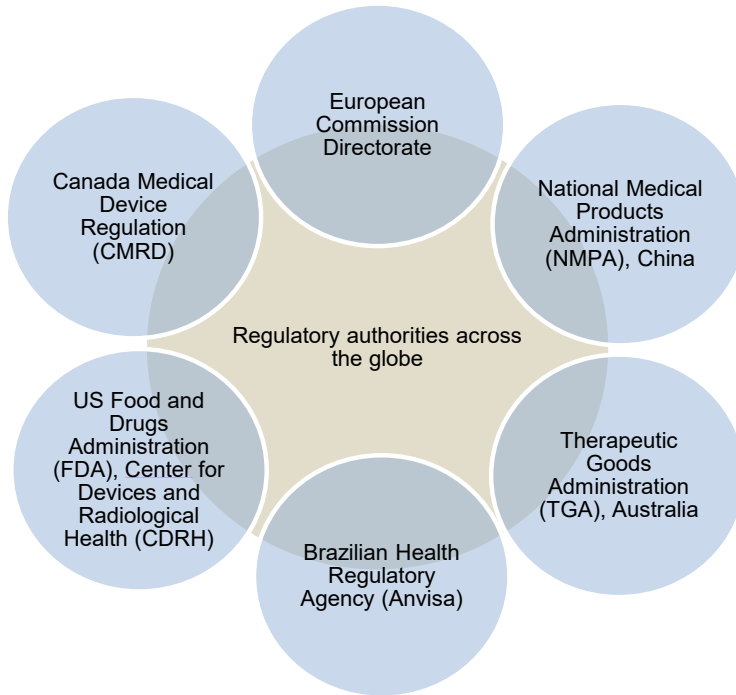 European
Commission
Directorate
National Medical
Products
Administration
(NMPA), China
Therapeutic
Goods
Administration
(TGA), Australia
Brazilian Health
Regulatory
Agency (Anvisa)
US Food and
Drugs
Administration
(FDA), Center for
Devices and
Radiological
Health (CDRH)
Canada Medical
Device
Regulation
(CMRD)
Regulatory authorities across
the globe